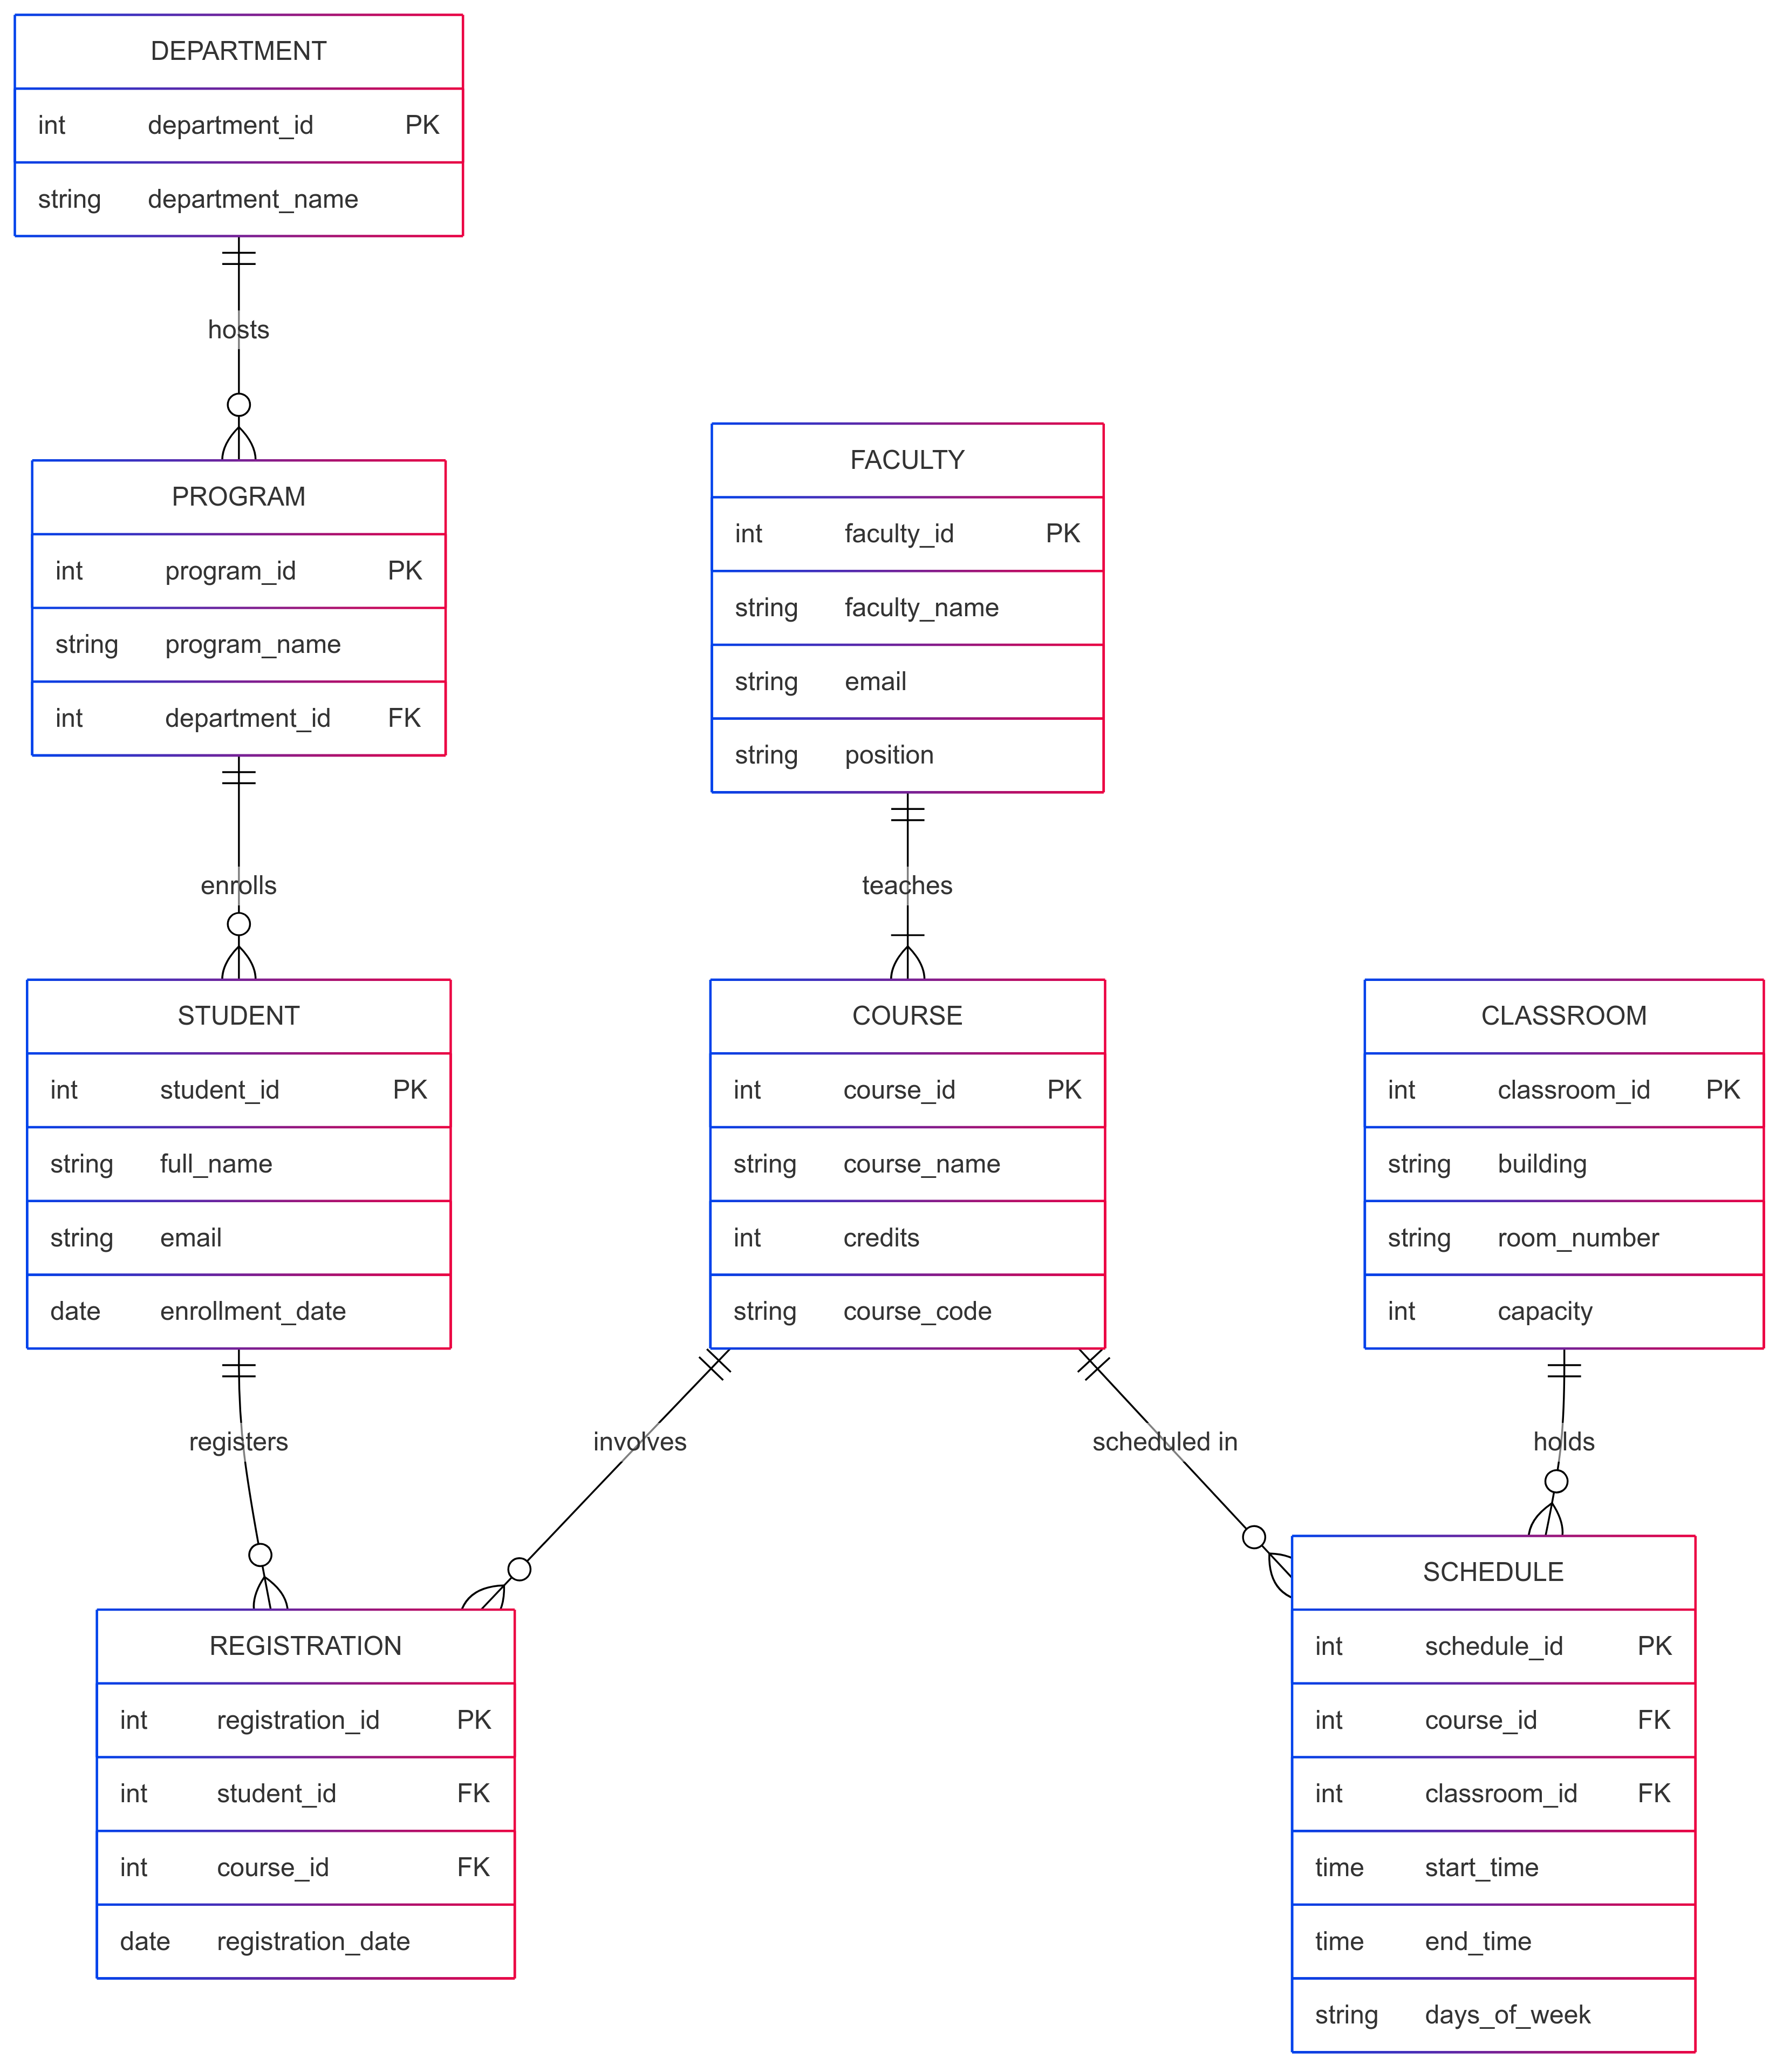 DEPARTMENT
int department_id PK
string department_name
hosts
PROGRAM
int program_id PK
string program_name
int department_id FK
enrolls
FACULTY
int faculty_id PK
string faculty_name
string email
string position
teaches
STUDENT
int student_id PK
string full_name
string email
date enrollment_date
registers
COURSE
int course_id PK
string course_name
int credits
string course_code
involves
scheduled in
CLASSROOM
int classroom_id PK
string building
string room_number
int capacity
holds
REGISTRATION
int registration_id PK
int student_id FK
int course_id FK
date registration_date
SCHEDULE
int schedule_id PK
int course_id FK
int classroom_id FK
time start_time
time end_time
string days_of_week